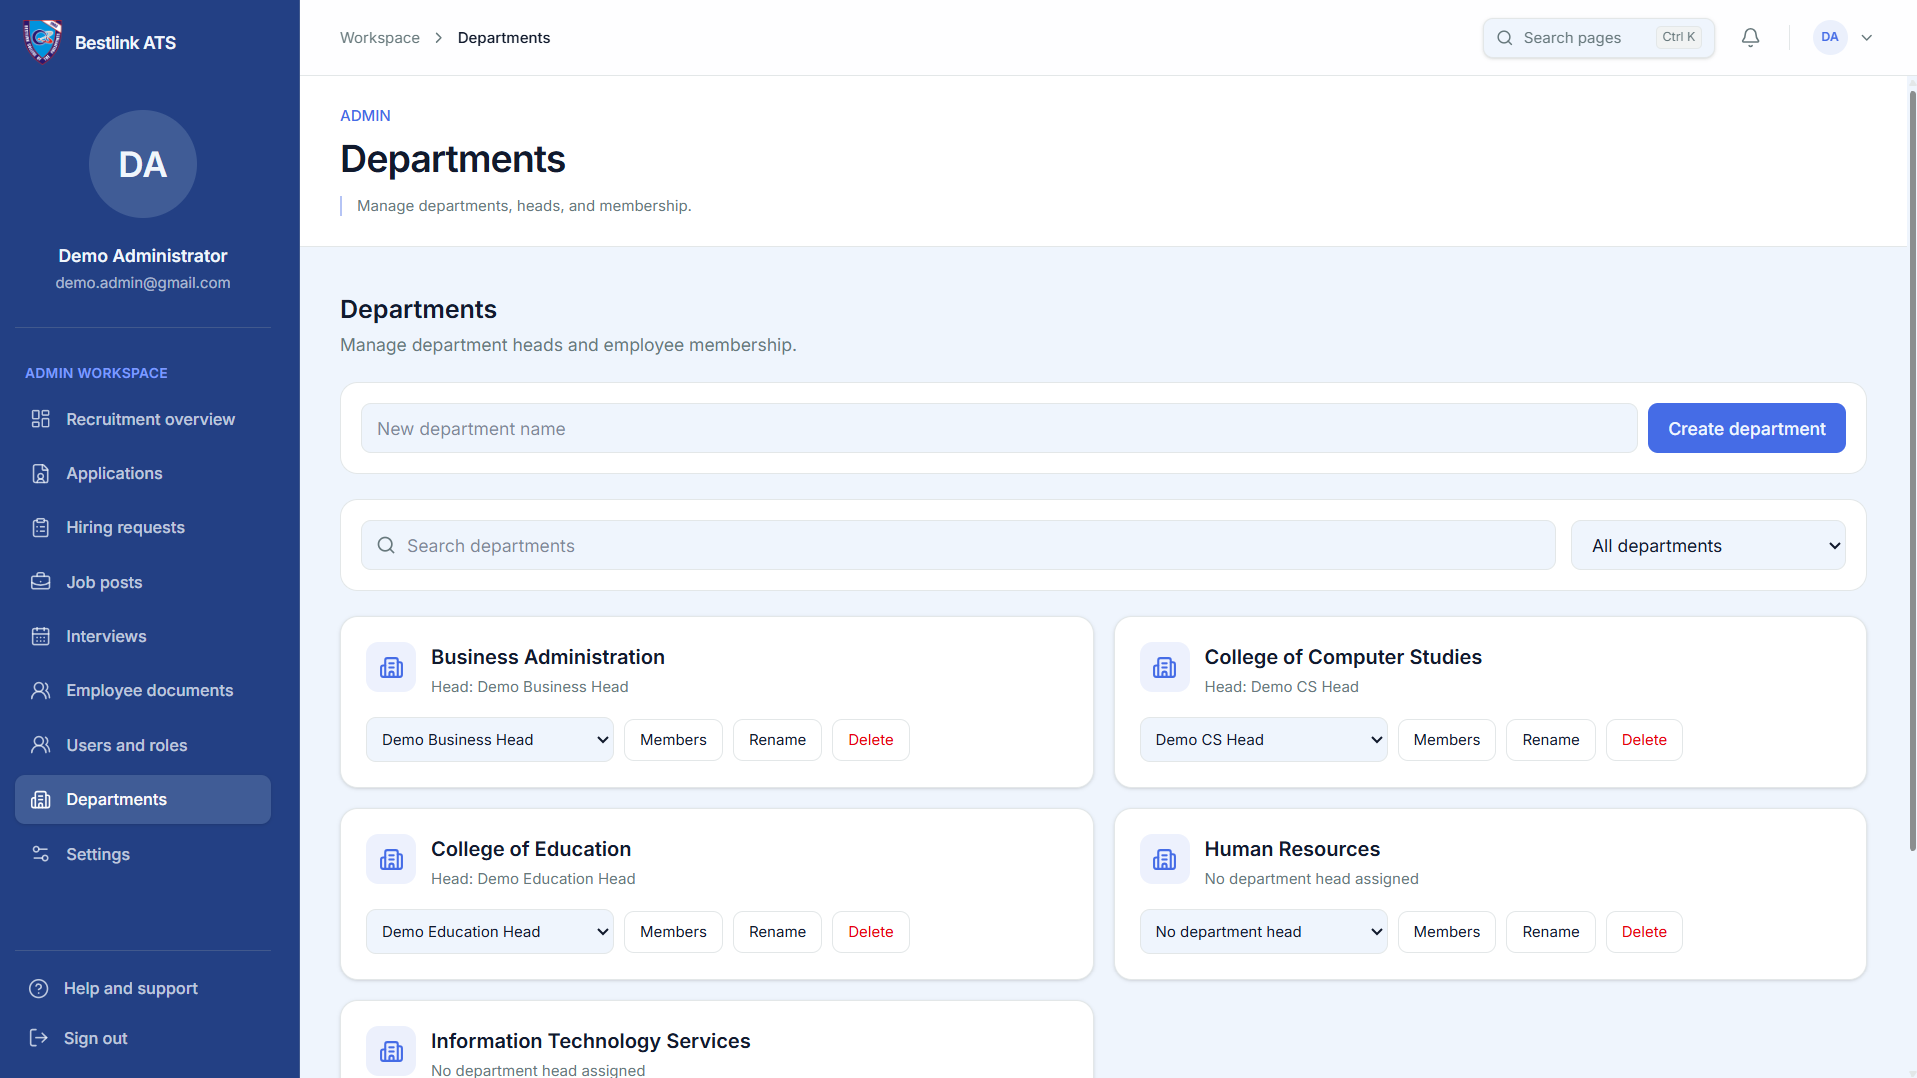 Bestlink ATS
DA
Demo Administrator
demo.admin@gmail.com
ADMIN WORKSPACE
Recruitment overview
Applications
Hiring requests
Job posts
Interviews
Employee documents
Users and roles
Departments
Settings
Help and support
Sign out
Workspace > Departments
Search pages Ctrl K
DA
ADMIN
Departments
Manage departments, heads, and membership.
Departments
Manage department heads and employee membership.
New department name
Create department
Search departments
All departments
Business Administration
Head: Demo Business Head
Demo Business Head Members Rename Delete
College of Computer Studies
Head: Demo CS Head
Demo CS Head Members Rename Delete
College of Education
Head: Demo Education Head
Demo Education Head Members Rename Delete
Human Resources
No department head assigned
No department head Members Rename Delete
Information Technology Services
No department head assigned